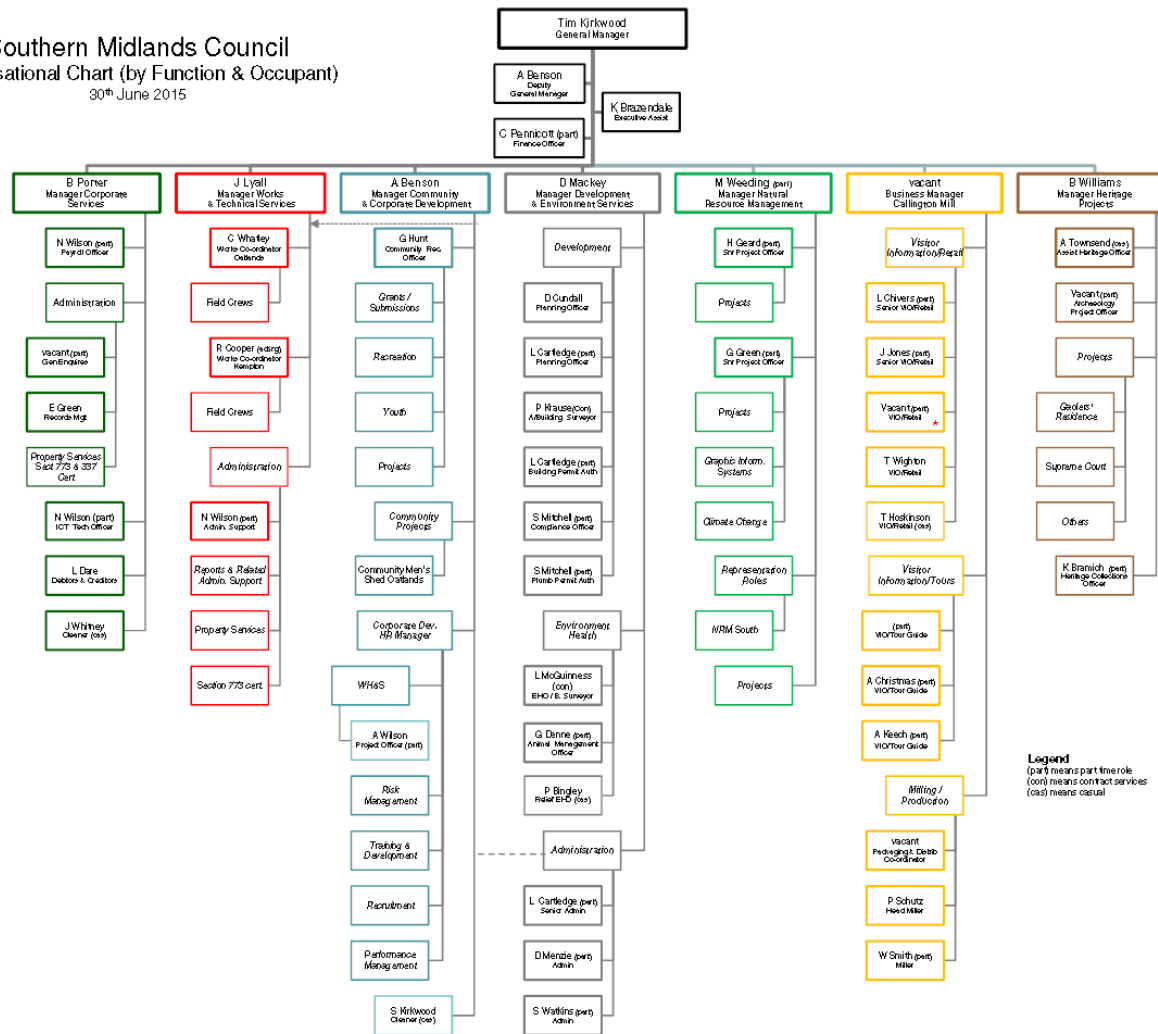 Southern Midlands Council
sational Chart (by Function & Occupant)
30th June 2015
Tim Kirkwood
General Manager
A Benson
Deputy
General Manager
K Brazendale
Executive Assist
C Pennicott (part)
Finance Officer
B Porter
Manager Corporate
Services
N Wilson (part)
Payroll Officer
Administration
vacant (part)
Gen Enquires
E Green
Records Mgt
Property Services
Sect 773 & 337
Cert
N Wilson (part)
ICT Tech Officer
L Dare
Debtors & Creditors
J Whitney
Cleaner (cas)
J Lyall
Manager Works
& Technical Services
C Whatley
Works Co-ordinator
Oatlands
Field Crews
R Cooper (acting)
Works Co-ordinator
Kempton
Field Crews
Administration
N Wilson (part)
Admin. Support
Reports & Related
Admin. Support
Property Services
Section 773 cert.
A Benson
Manager Community
& Corporate Development
G Hunt
Community Rec
Officer
Grants /
Submissions
Recreation
Youth
Projects
Community
Projects
Community Men's
Shed Oatlands
Corporate Dev.
HR Manager
WH&S
A Wilson
Project Officer (part)
Risk
Management
Training &
Development
Recruitment
Performance
Management
S Kirkwood
Cleaner (cas)
D Mackey
Manager Development
& Environment Services
Development
D Cundall
Planning Officer
L Cartledge (part)
Planning Officer
P Krause (Con)
A/Building Surveyor
L Cartledge (part)
Building Permit Auth
S Mitchell (part)
Compliance Officer
S Mitchell (part)
Plumb Permit Auth
Environment
Health
L McGuinness
(con)
EHO / B. Surveyor
G Denne (part)
Animal Management
Officer
P Bingley
Relief EHO (cas)
Administration
L Cartledge (part)
Senior Admin
D Menzie (part)
Admin
S Watkins (part)
Admin
M Weeding (part)
Manager Natural
Resource Management
H Geard (part)
Snr Project Officer
Projects
G Green (part)
Snr Project Officer
Projects
Graphic Inform.
Systems
Climate Change
Representation
Roles
NRM South
Projects
vacant
Business Manager
Callington Mill
Visitor
Information/Retail
L Chivers (part)
Senior VIO/Retail
J Jones (part)
Senior VIO/Retail
Vacant (part)
VIO/Retail
*
T Wighton
VIO/Retail
T Hoskinson
VIO/Retail (cas)
Visitor
Information/Tours
(part)
VIO/Tour Guide
A Christmas (part)
VIO/Tour Guide
A Keech (part)
VIO/Tour Guide
Milling /
Production
vacant
Packaging & Distrib
Co-ordinator
P Schutz
Head Miller
W Smith (part)
Miller
B Williams
Manager Heritage
Projects
A Townsend (cas)
Assist Heritage Officer
Vacant (part)
Archaeology
Project Officer
Projects
Gaolers'
Residence
Supreme Court
Others
K Bramich (part)
Heritage Collections
Officer
Legend
(part) means part time role
(con) means contract services
(cas) means casual